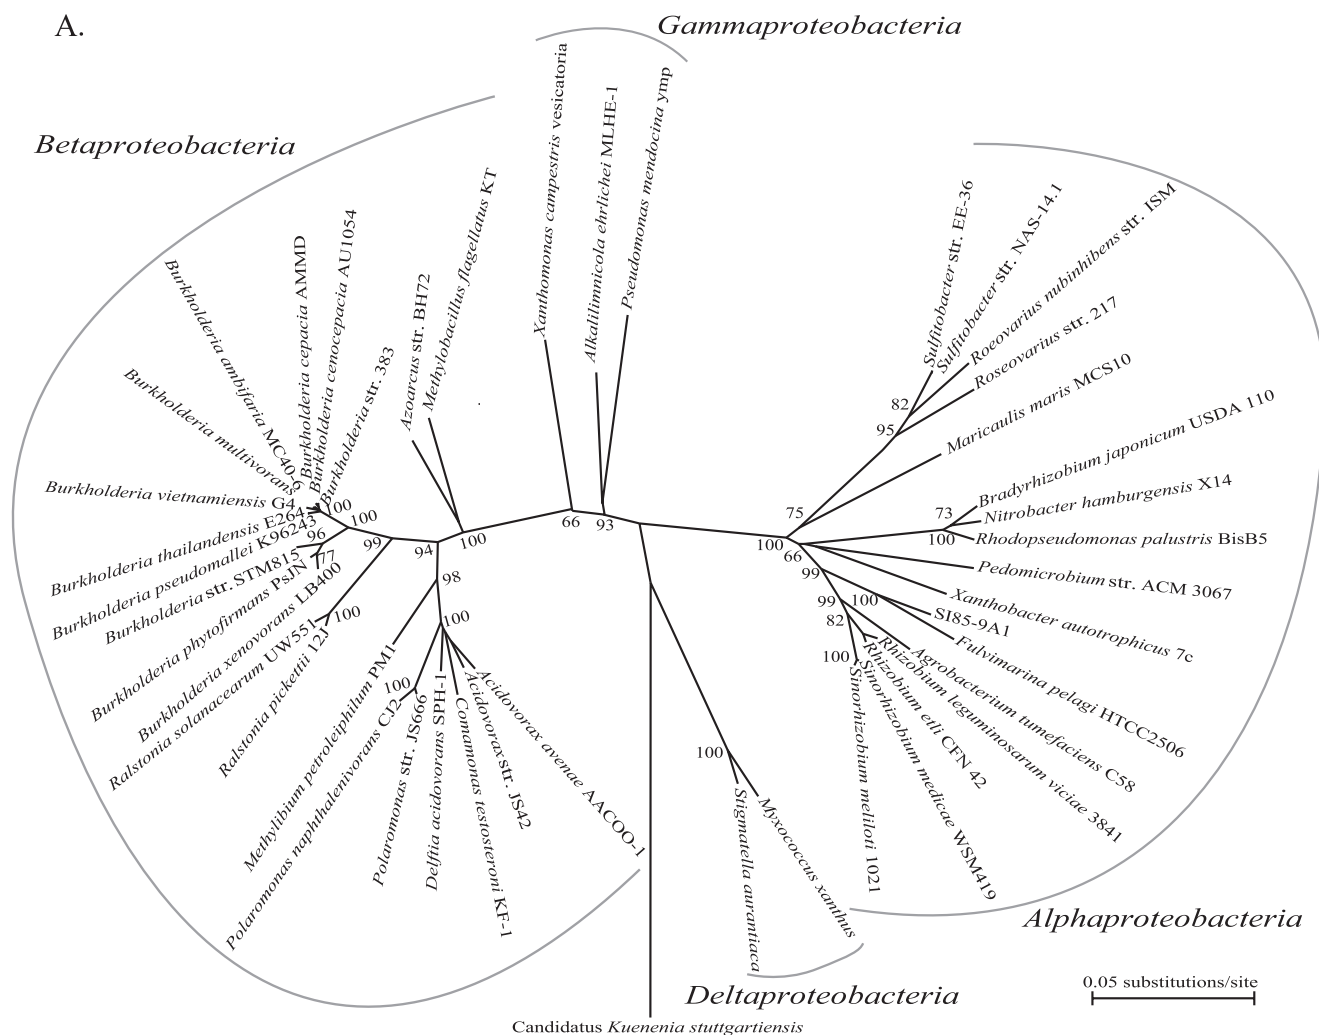 A.
Gammaproteobacteria
Betaproteobacteria
Xanthomonas campestris vesicatoria
Alkalilimnicola ehrlichei MLHE-1
Pseudomonas mendocina ymp
Methylobacillus flagellatus KT
Azoarcus str. BH72
Burkholderia str. 383
Burkholderia cenocepacia AU1054
Burkholderia cepacia AMMD
Burkholderia ambifaria MC40-6
Burkholderia multivorans
Burkholderia vietnamiensis G4
Burkholderia thailandensis E264
Burkholderia pseudomallei K96243
Burkholderia str. STM815
Burkholderia phytofirmans PsJN
Burkholderia xenovorans LB400
Ralstonia solanacearum UW551
Ralstonia pickettii 12J
Methylibium petroleiphilum PM1
Polaromonas naphthalenivorans CJ2
Polaromonas str. JS666
Delftia acidovorans SPH-1
Comamonas testosteroni KF-1
Acidovorax str. JS42
Acidovorax avenae AACOO-1
100
100
96
77
99
100
94
100
98
100
100
66
93
Sulfitobacter str. EE-36
Sulfitobacter str. NAS-14.1
Roeovarius nubinhibens str. ISM
Roseovarius str. 217
Maricaulis maris MCS10
Bradyrhizobium japonicum USDA 110
Nitrobacter hamburgensis X14
Rhodopseudomonas palustris BisB5
Pedomicrobium str. ACM 3067
Xanthobacter autotrophicus 7c
SI85-9A1
Fulvimarina pelagi HTCC2506
Agrobacterium tumefaciens C58
Rhizobium leguminosarum viciae 3841
Rhizobium etli CFN 42
Sinorhizobium medicae WSM419
Sinorhizobium meliloti 1021
82
95
75
73
100
100
66
99
99
100
82
100
100
Myxococcus xanthus
Stigmatella aurantiaca
Alphaproteobacteria
Deltaproteobacteria
0.05 substitutions/site
Candidatus Kuenenia stuttgartiensis